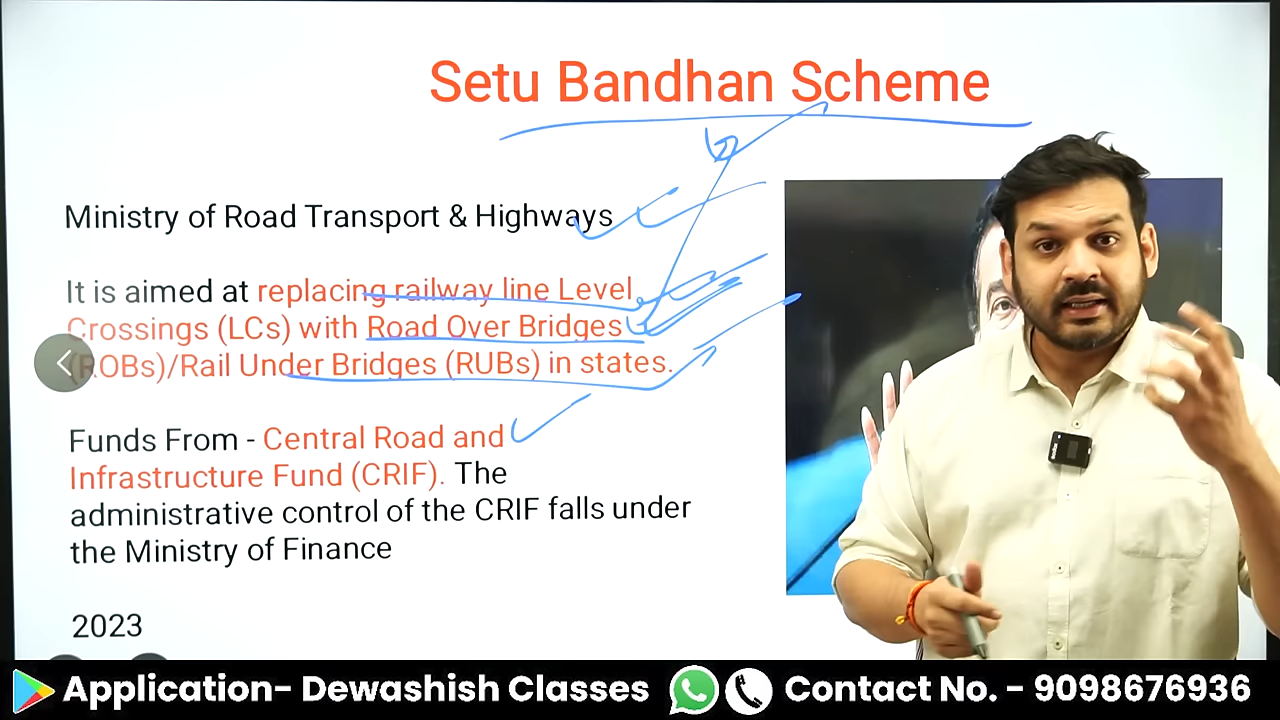 Setu Bandhan Scheme
Ministry of Road Transport & Highways
It is aimed at replacing railway line Level
Crossings (LCs) with Road Over Bridges
(ROBs)/Rail Under Bridges (RUBs) in states.
Funds From - Central Road and
Infrastructure Fund (CRIF). The
administrative control of the CRIF falls under
the Ministry of Finance
2023
Application- Dewashish Classes
Contact No. - 9098676936